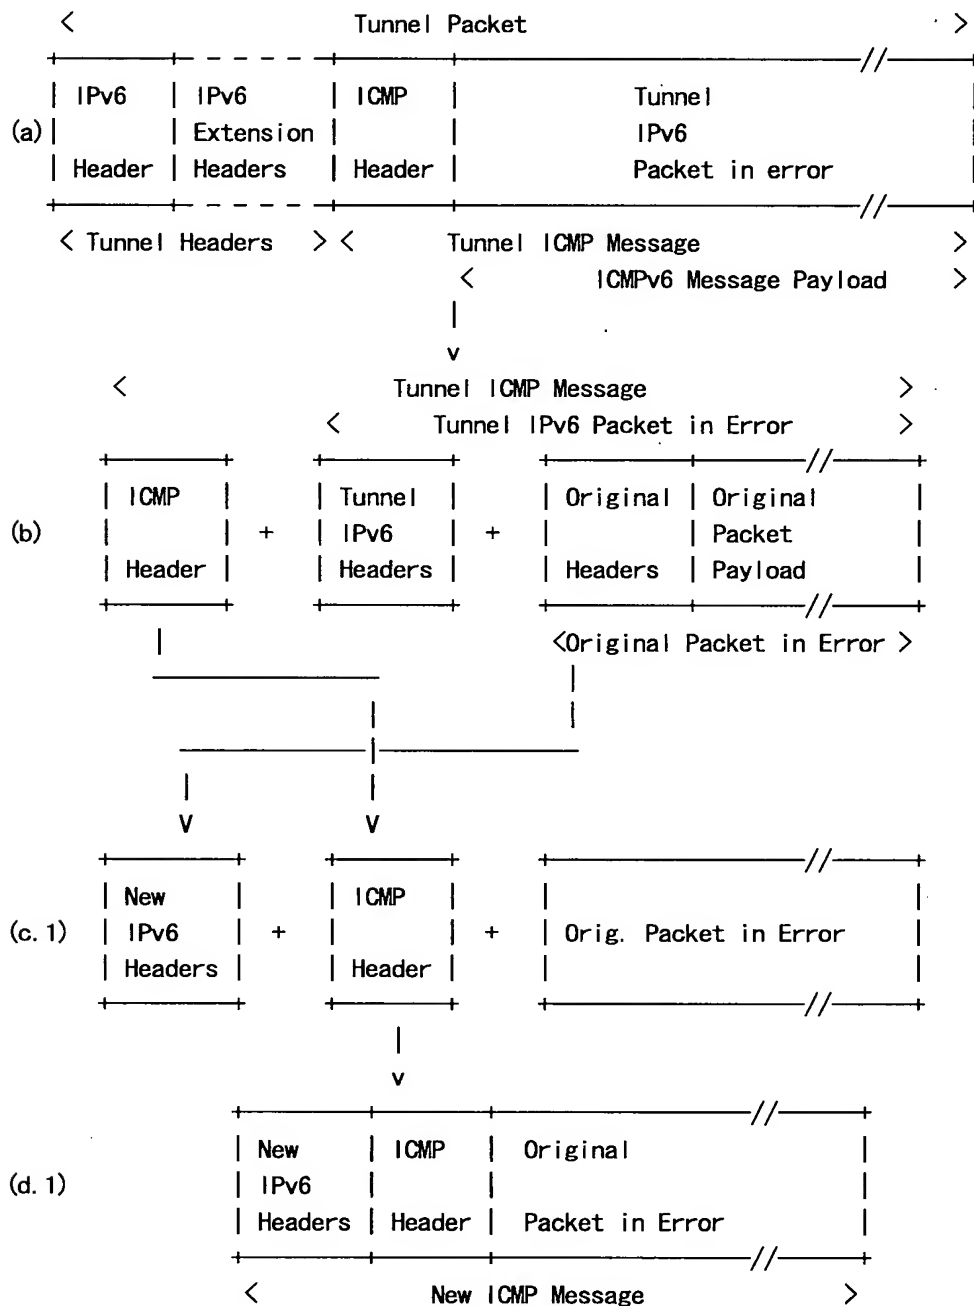 < Tunnel Packet >
+ + - - - - - + + // +
| IPv6 | IPv6 | ICMP | Tunnel |
(a) | | Extension | | IPv6 |
| Header | Headers | Header | Packet in error |
+ + - - - - - + + // +
< Tunnel Headers > < Tunnel ICMP Message >
< ICMPv6 Message Payload >
|
v
< Tunnel ICMP Message >
< Tunnel IPv6 Packet in Error >
+ + + + + + // +
| ICMP | | Tunnel | | Original | Original |
(b) | | + | IPv6 | + | | Packet |
| Header | | Headers | | Headers | Payload |
+ + + + + + // +
| <Original Packet in Error >
| |
| |
|
| |
V V
+ + + + + // +
| New | | ICMP | | |
(c.1) | IPv6 | + | | + | Orig. Packet in Error |
| Headers | | Header | | |
+ + + + + // +
|
v
+ + + // +
| New | ICMP | Original |
(d.1) | IPv6 | | |
| Headers | Header | Packet in Error |
+ + + // +
< New ICMP Message >